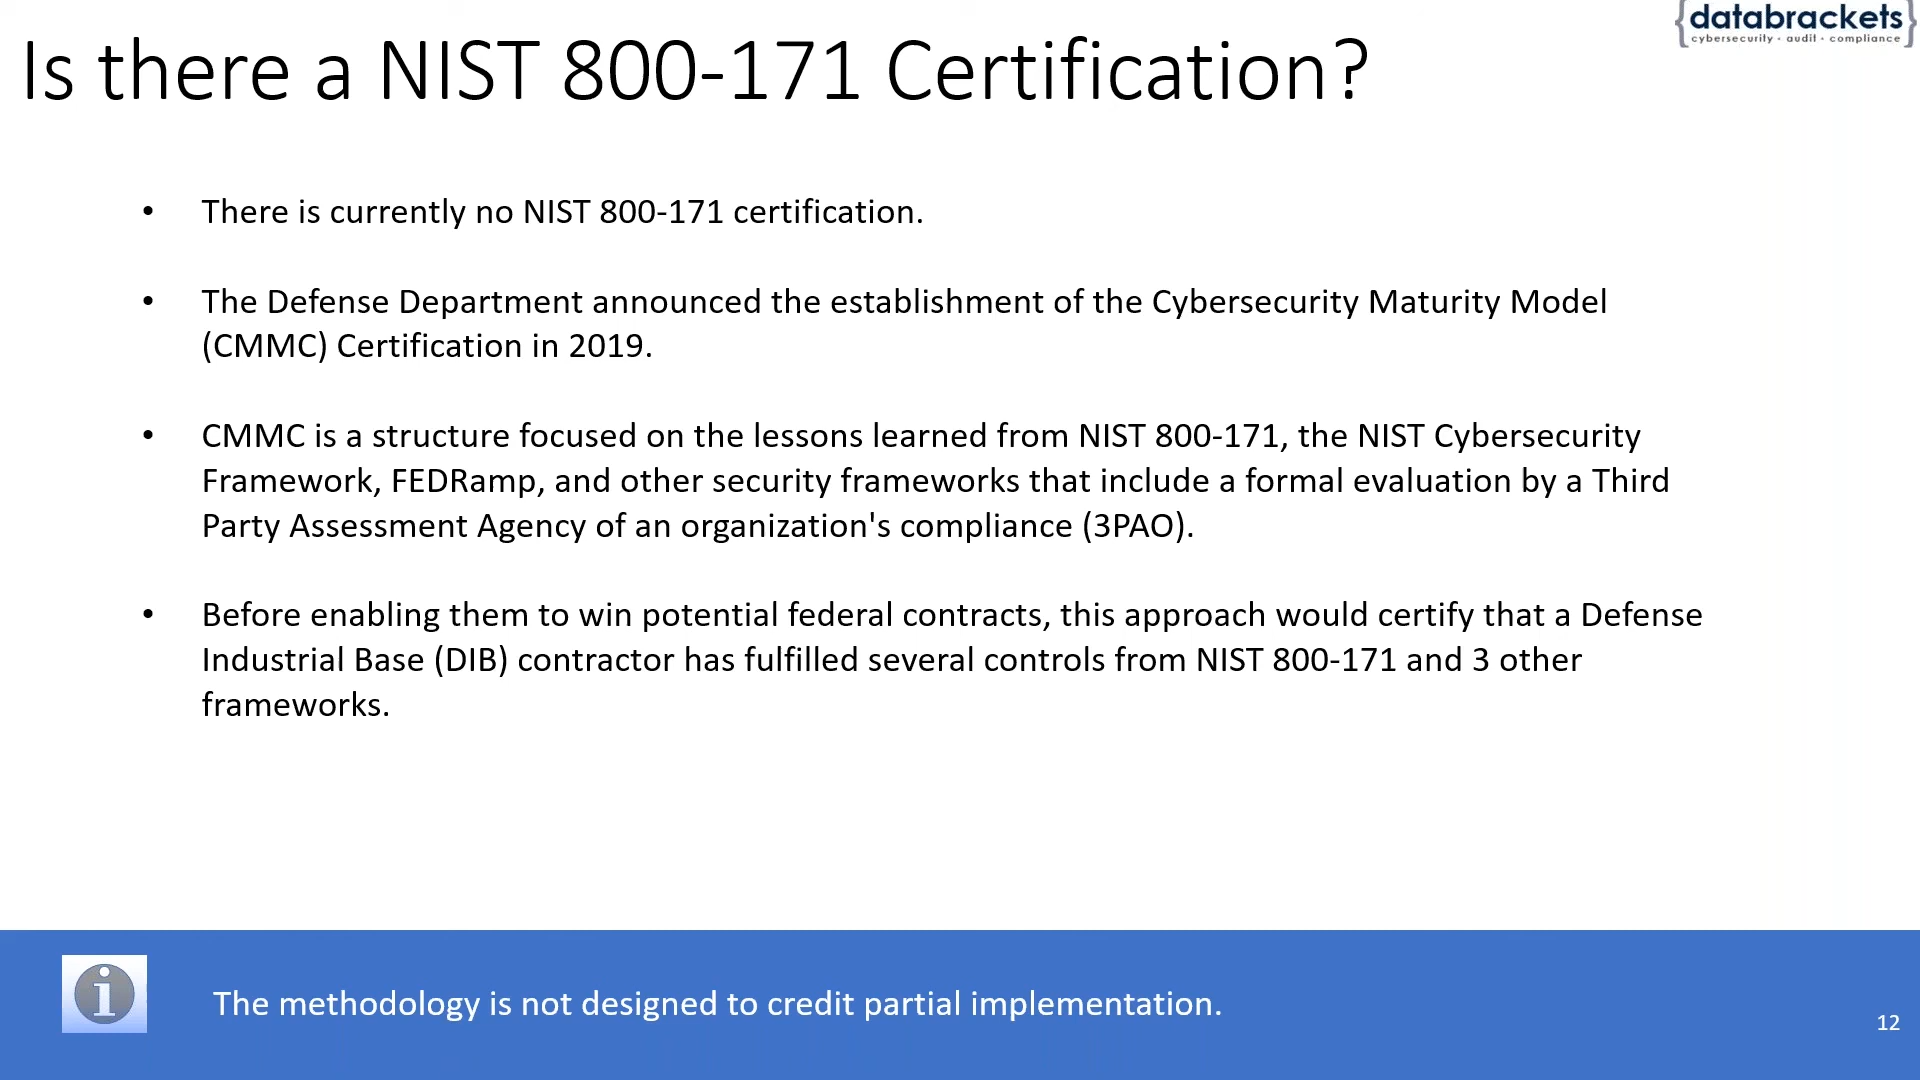 {databrackets}
cybersecurity · audit · compliance
Is there a NIST 800-171 Certification?
• There is currently no NIST 800-171 certification.
• The Defense Department announced the establishment of the Cybersecurity Maturity Model
(CMMC) Certification in 2019.
• CMMC is a structure focused on the lessons learned from NIST 800-171, the NIST Cybersecurity
Framework, FEDRamp, and other security frameworks that include a formal evaluation by a Third
Party Assessment Agency of an organization's compliance (3PAO).
• Before enabling them to win potential federal contracts, this approach would certify that a Defense
Industrial Base (DIB) contractor has fulfilled several controls from NIST 800-171 and 3 other
frameworks.
i
The methodology is not designed to credit partial implementation.
12